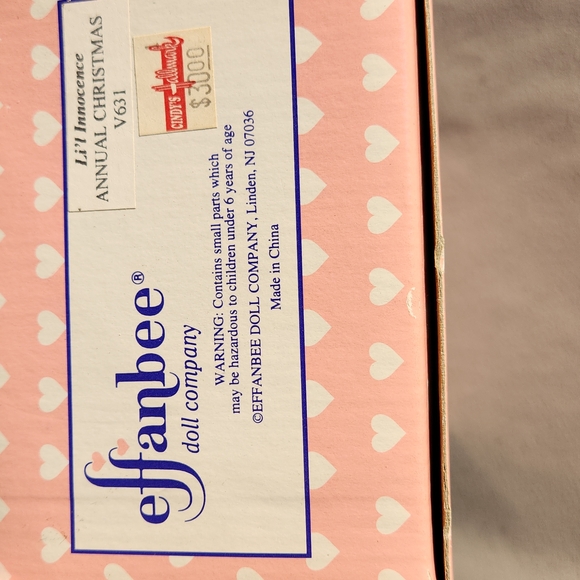 Li'l Innocence
ANNUAL CHRISTMAS
V631
CINDY'S Hallmark
$30.00
effanbee®
doll company
WARNING: Contains small parts which
may be hazardous to children under 6 years of age
©EFFANBEE DOLL COMPANY, Linden, NJ 07036
Made in China